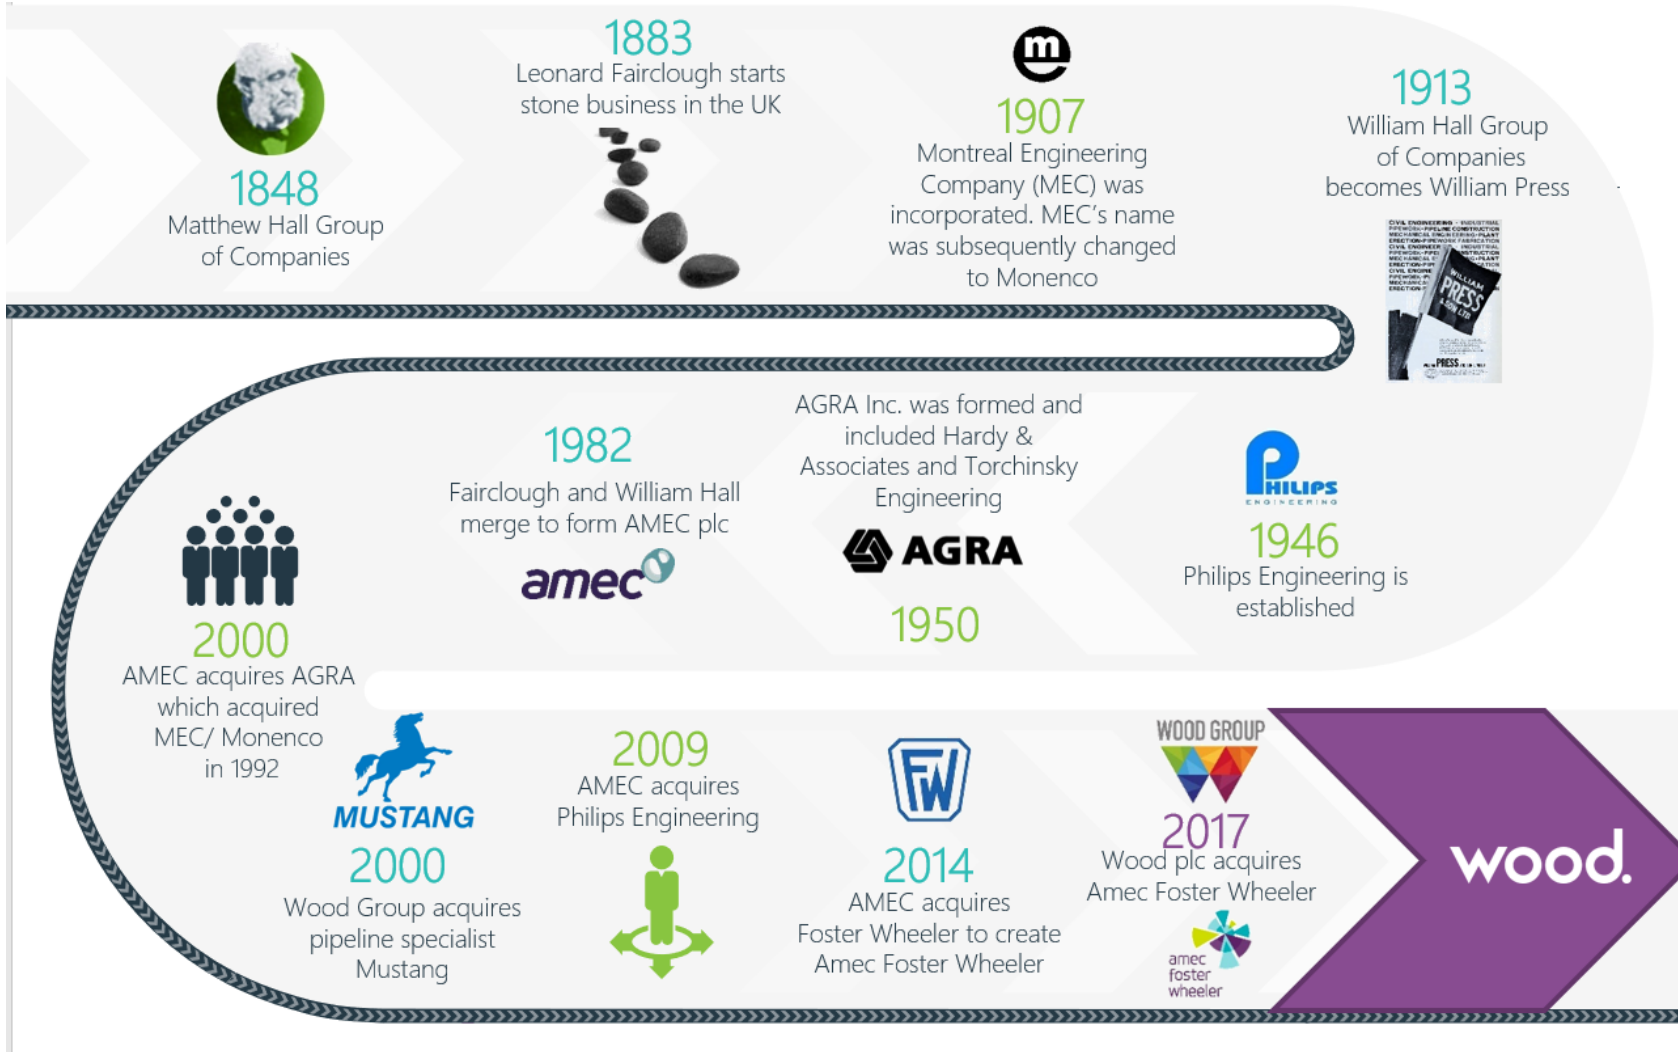 1848
Matthew Hall Group
of Companies
1883
Leonard Fairclough starts
stone business in the UK
m
1907
Montreal Engineering
Company (MEC) was
incorporated. MEC's name
was subsequently changed
to Monenco
1913
William Hall Group
of Companies
becomes William Press
WILLIAM
PRESS
& SON LTD
PRESS
PHILIPS
ENGINEERING
1946
Philips Engineering is
established
AGRA Inc. was formed and
included Hardy &
Associates and Torchinsky
Engineering
AGRA
1950
1982
Fairclough and William Hall
merge to form AMEC plc
amec
2000
AMEC acquires AGRA
which acquired
MEC/ Monenco
in 1992
MUSTANG
2000
Wood Group acquires
pipeline specialist
Mustang
2009
AMEC acquires
Philips Engineering
FW
2014
AMEC acquires
Foster Wheeler to create
Amec Foster Wheeler
WOOD GROUP
2017
Wood plc acquires
Amec Foster Wheeler
amec
foster
wheeler
wood.